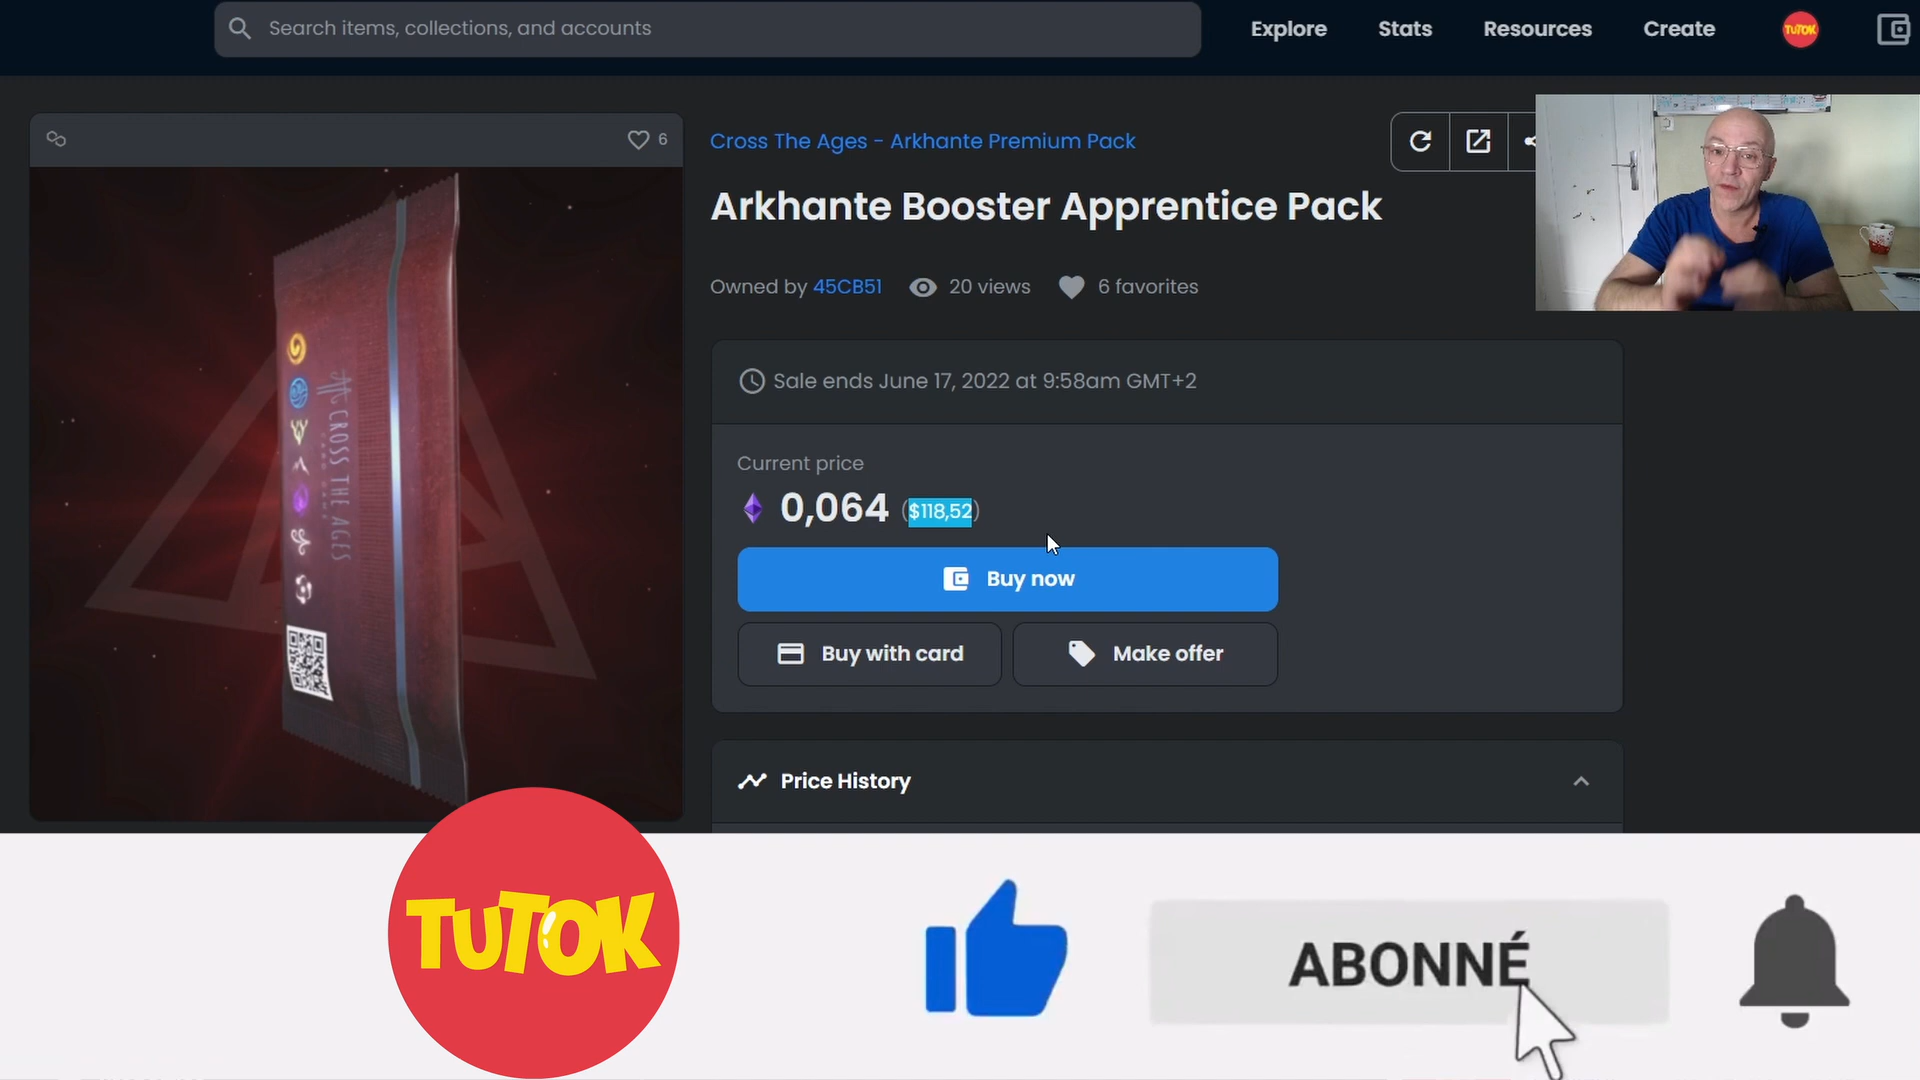 Search items, collections, and accounts
Explore
Stats
Resources
Create
TUTOK
6
Cross The Ages - Arkhante Premium Pack
Arkhante Booster Apprentice Pack
Owned by 45CB51
20 views
6 favorites
Sale ends June 17, 2022 at 9:58am GMT+2
Current price
0,064 ($118,52)
Buy now
Buy with card
Make offer
Price History
CROSS THE AGES
TUTOK
ABONNÉ